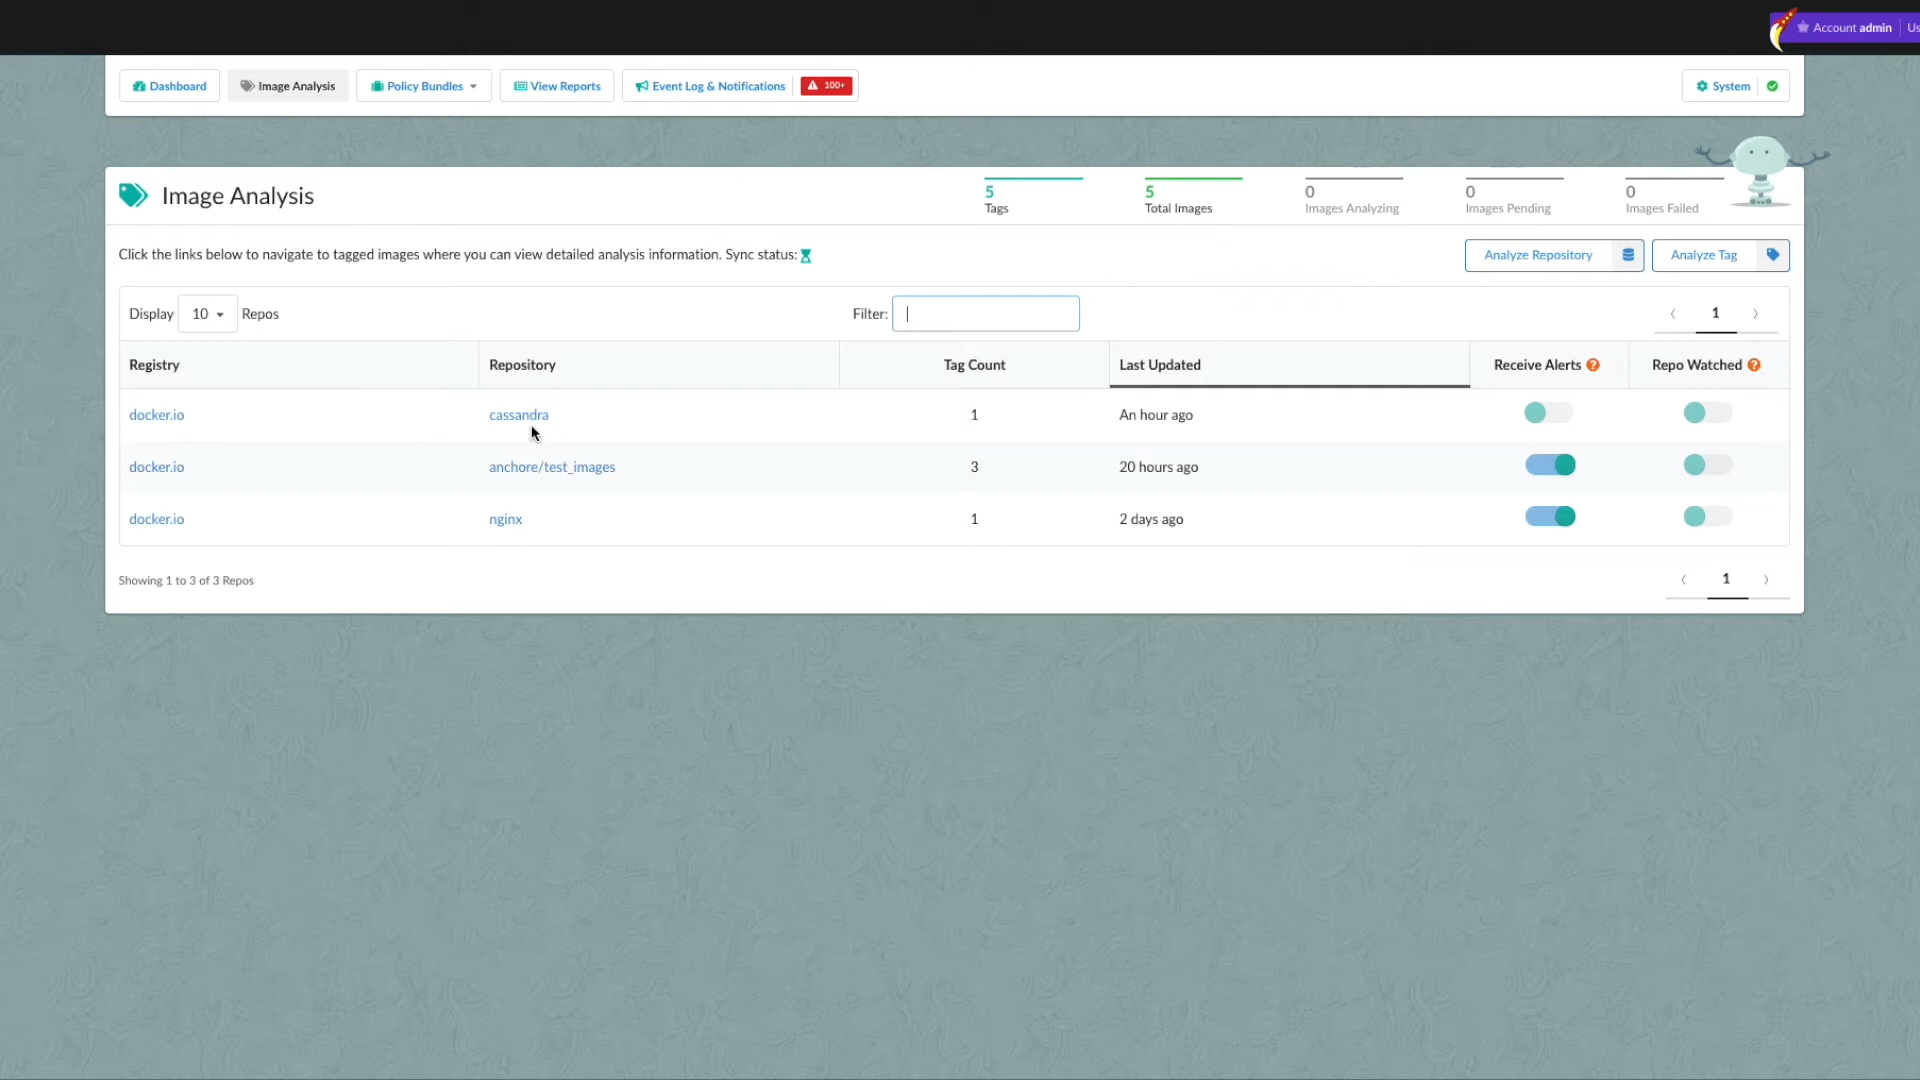 Account admin Us
Dashboard Image Analysis Policy Bundles View Reports Event Log & Notifications 100+ System
Image Analysis
5 5 0 0 0
Tags Total Images Images Analyzing Images Pending Images Failed
Click the links below to navigate to tagged images where you can view detailed analysis information. Sync status:
Analyze Repository Analyze Tag
Display 10 Repos Filter: 1
Registry Repository Tag Count Last Updated Receive Alerts ? Repo Watched ?
docker.io cassandra 1 An hour ago
docker.io anchore/test_images 3 20 hours ago
docker.io nginx 1 2 days ago
Showing 1 to 3 of 3 Repos 1